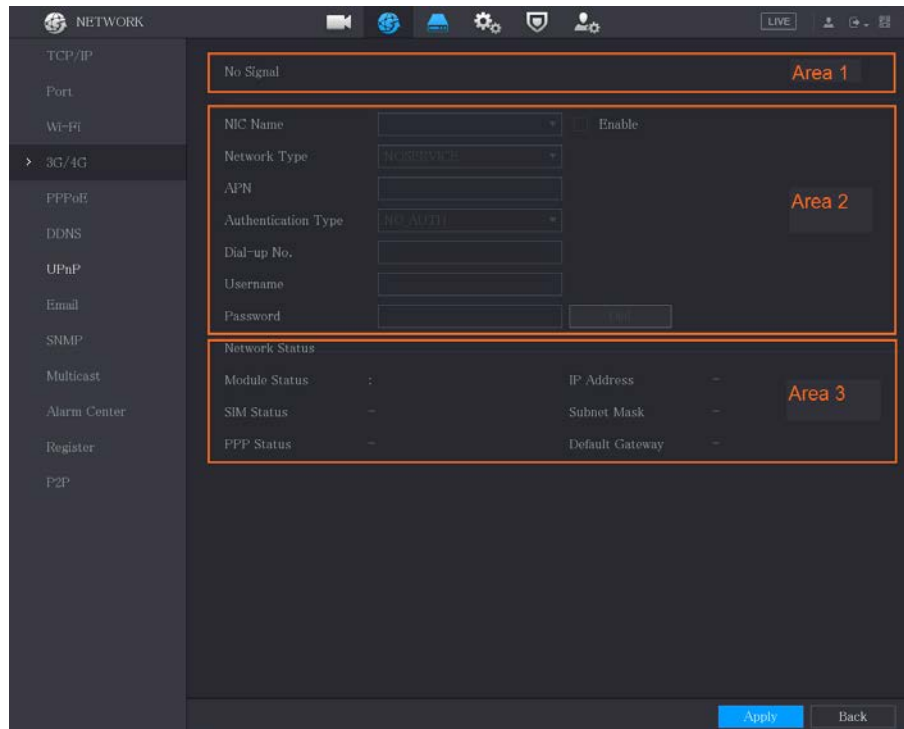 NETWORK LIVE
TCP/IP
Port
Wi-Fi
3G/4G
PPPoE
DDNS
UPnP
Email
SNMP
Multicast
Alarm Center
Register
P2P
No Signal Area 1
NIC Name Enable
Network Type NOSERVICE
APN
Area 2
Authentication Type NO_AUTH
Dial-up No.
Username
Password
Network Status
Module Status : IP Address -
Area 3
SIM Status - Subnet Mask -
PPP Status - Default Gateway -
Apply Back